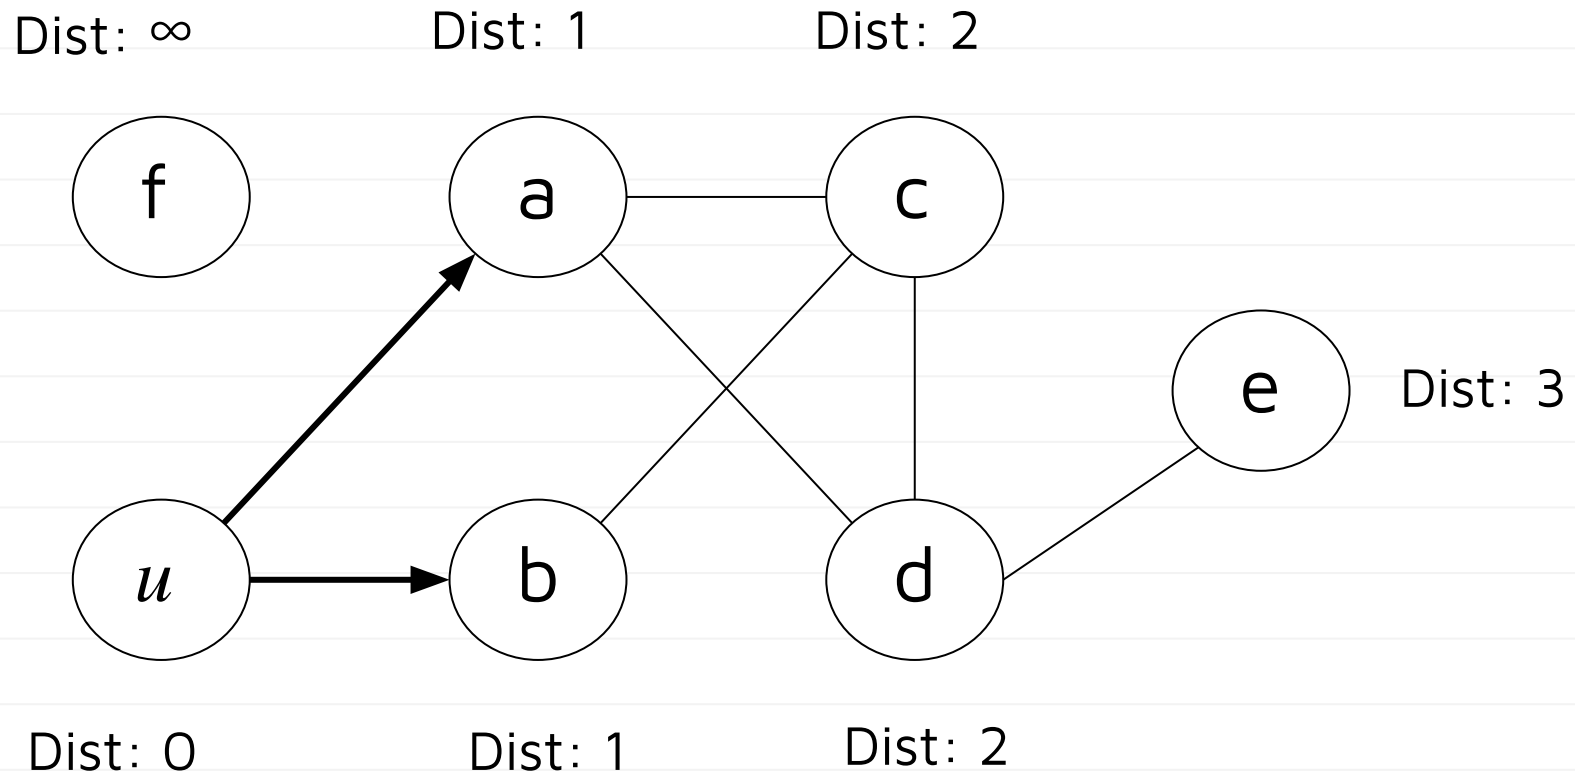 Dist: ∞
Dist: 1
Dist: 2
f
a
c
e
Dist: 3
u
b
d
Dist: 0
Dist: 1
Dist: 2